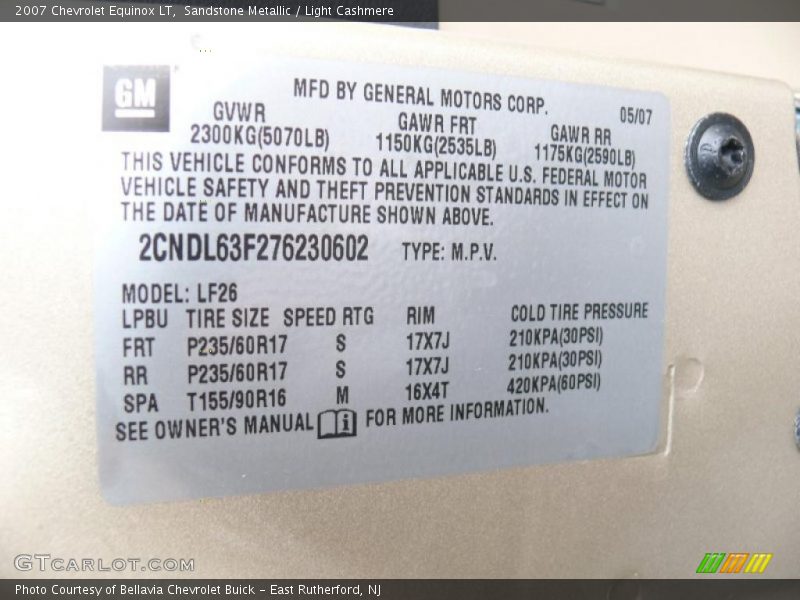 2007 Chevrolet Equinox LT, Sandstone Metallic / Light Cashmere
GM
MFD BY GENERAL MOTORS CORP. 05/07
GVWR GAWR FRT GAWR RR
2300KG(5070LB) 1150KG(2535LB) 1175KG(2590LB)
THIS VEHICLE CONFORMS TO ALL APPLICABLE U.S. FEDERAL MOTOR
VEHICLE SAFETY AND THEFT PREVENTION STANDARDS IN EFFECT ON
THE DATE OF MANUFACTURE SHOWN ABOVE.
2CNDL63F276230602 TYPE: M.P.V.
MODEL: LF26
LPBU TIRE SIZE SPEED RTG RIM COLD TIRE PRESSURE
FRT P235/60R17 S 17X7J 210KPA(30PSI)
RR P235/60R17 S 17X7J 210KPA(30PSI)
SPA T155/90R16 M 16X4T 420KPA(60PSI)
SEE OWNER'S MANUAL i FOR MORE INFORMATION.
GTCARLOT.COM
Photo Courtesy of Bellavia Chevrolet Buick – East Rutherford, NJ